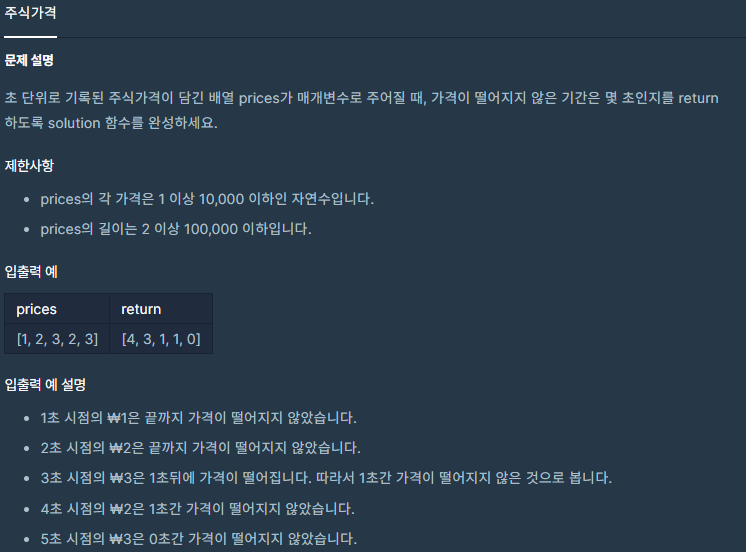 주식가격
문제 설명
초 단위로 기록된 주식가격이 담긴 배열 prices가 매개변수로 주어질 때, 가격이 떨어지지 않은 기간은 몇 초인지를 return
하도록 solution 함수를 완성하세요.
제한사항
• prices의 각 가격은 1 이상 10,000 이하인 자연수입니다.
• prices의 길이는 2 이상 100,000 이하입니다.
입출력 예
prices return
[1, 2, 3, 2, 3] [4, 3, 1, 1, 0]
입출력 예 설명
• 1초 시점의 ₩1은 끝까지 가격이 떨어지지 않았습니다.
• 2초 시점의 ₩2은 끝까지 가격이 떨어지지 않았습니다.
• 3초 시점의 ₩3은 1초뒤에 가격이 떨어집니다. 따라서 1초간 가격이 떨어지지 않은 것으로 봅니다.
• 4초 시점의 ₩2은 1초간 가격이 떨어지지 않았습니다.
• 5초 시점의 ₩3은 0초간 가격이 떨어지지 않았습니다.